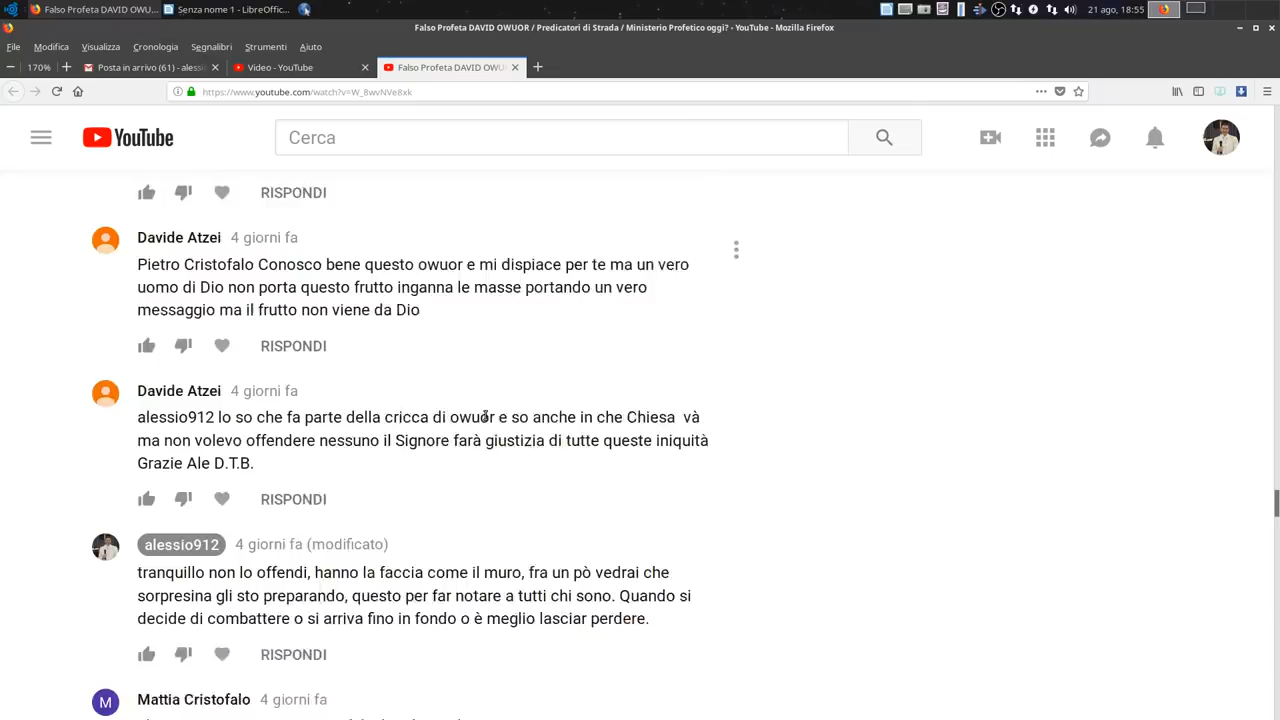 Falso Profeta DAVID OWU...
Senza nome 1 - LibreOffic...
21 ago, 18:55
Falso Profeta DAVID OWUOR / Predicatori di Strada / Ministerio Profetico oggi? - YouTube - Mozilla Firefox
File Modifica Visualizza Cronologia Segnalibri Strumenti Aiuto
170% Posta in arrivo (61) - alessi Video - YouTube Falso Profeta DAVID OWU
https://www.youtube.com/watch?v=W_8wvNVe8xk
YouTube Cerca
RISPONDI
Davide Atzei 4 giorni fa
Pietro Cristofalo Conosco bene questo owuor e mi dispiace per te ma un vero
uomo di Dio non porta questo frutto inganna le masse portando un vero
messaggio ma il frutto non viene da Dio
RISPONDI
Davide Atzei 4 giorni fa
alessio912 lo so che fa parte della cricca di owuor e so anche in che Chiesa và
ma non volevo offendere nessuno il Signore farà giustizia di tutte queste iniquità
Grazie Ale D.T.B.
RISPONDI
alessio912 4 giorni fa (modificato)
tranquillo non lo offendi, hanno la faccia come il muro, fra un pò vedrai che
sorpresina gli sto preparando, questo per far notare a tutti chi sono. Quando si
decide di combattere o si arriva fino in fondo o è meglio lasciar perdere.
RISPONDI
M
Mattia Cristofalo 4 giorni fa